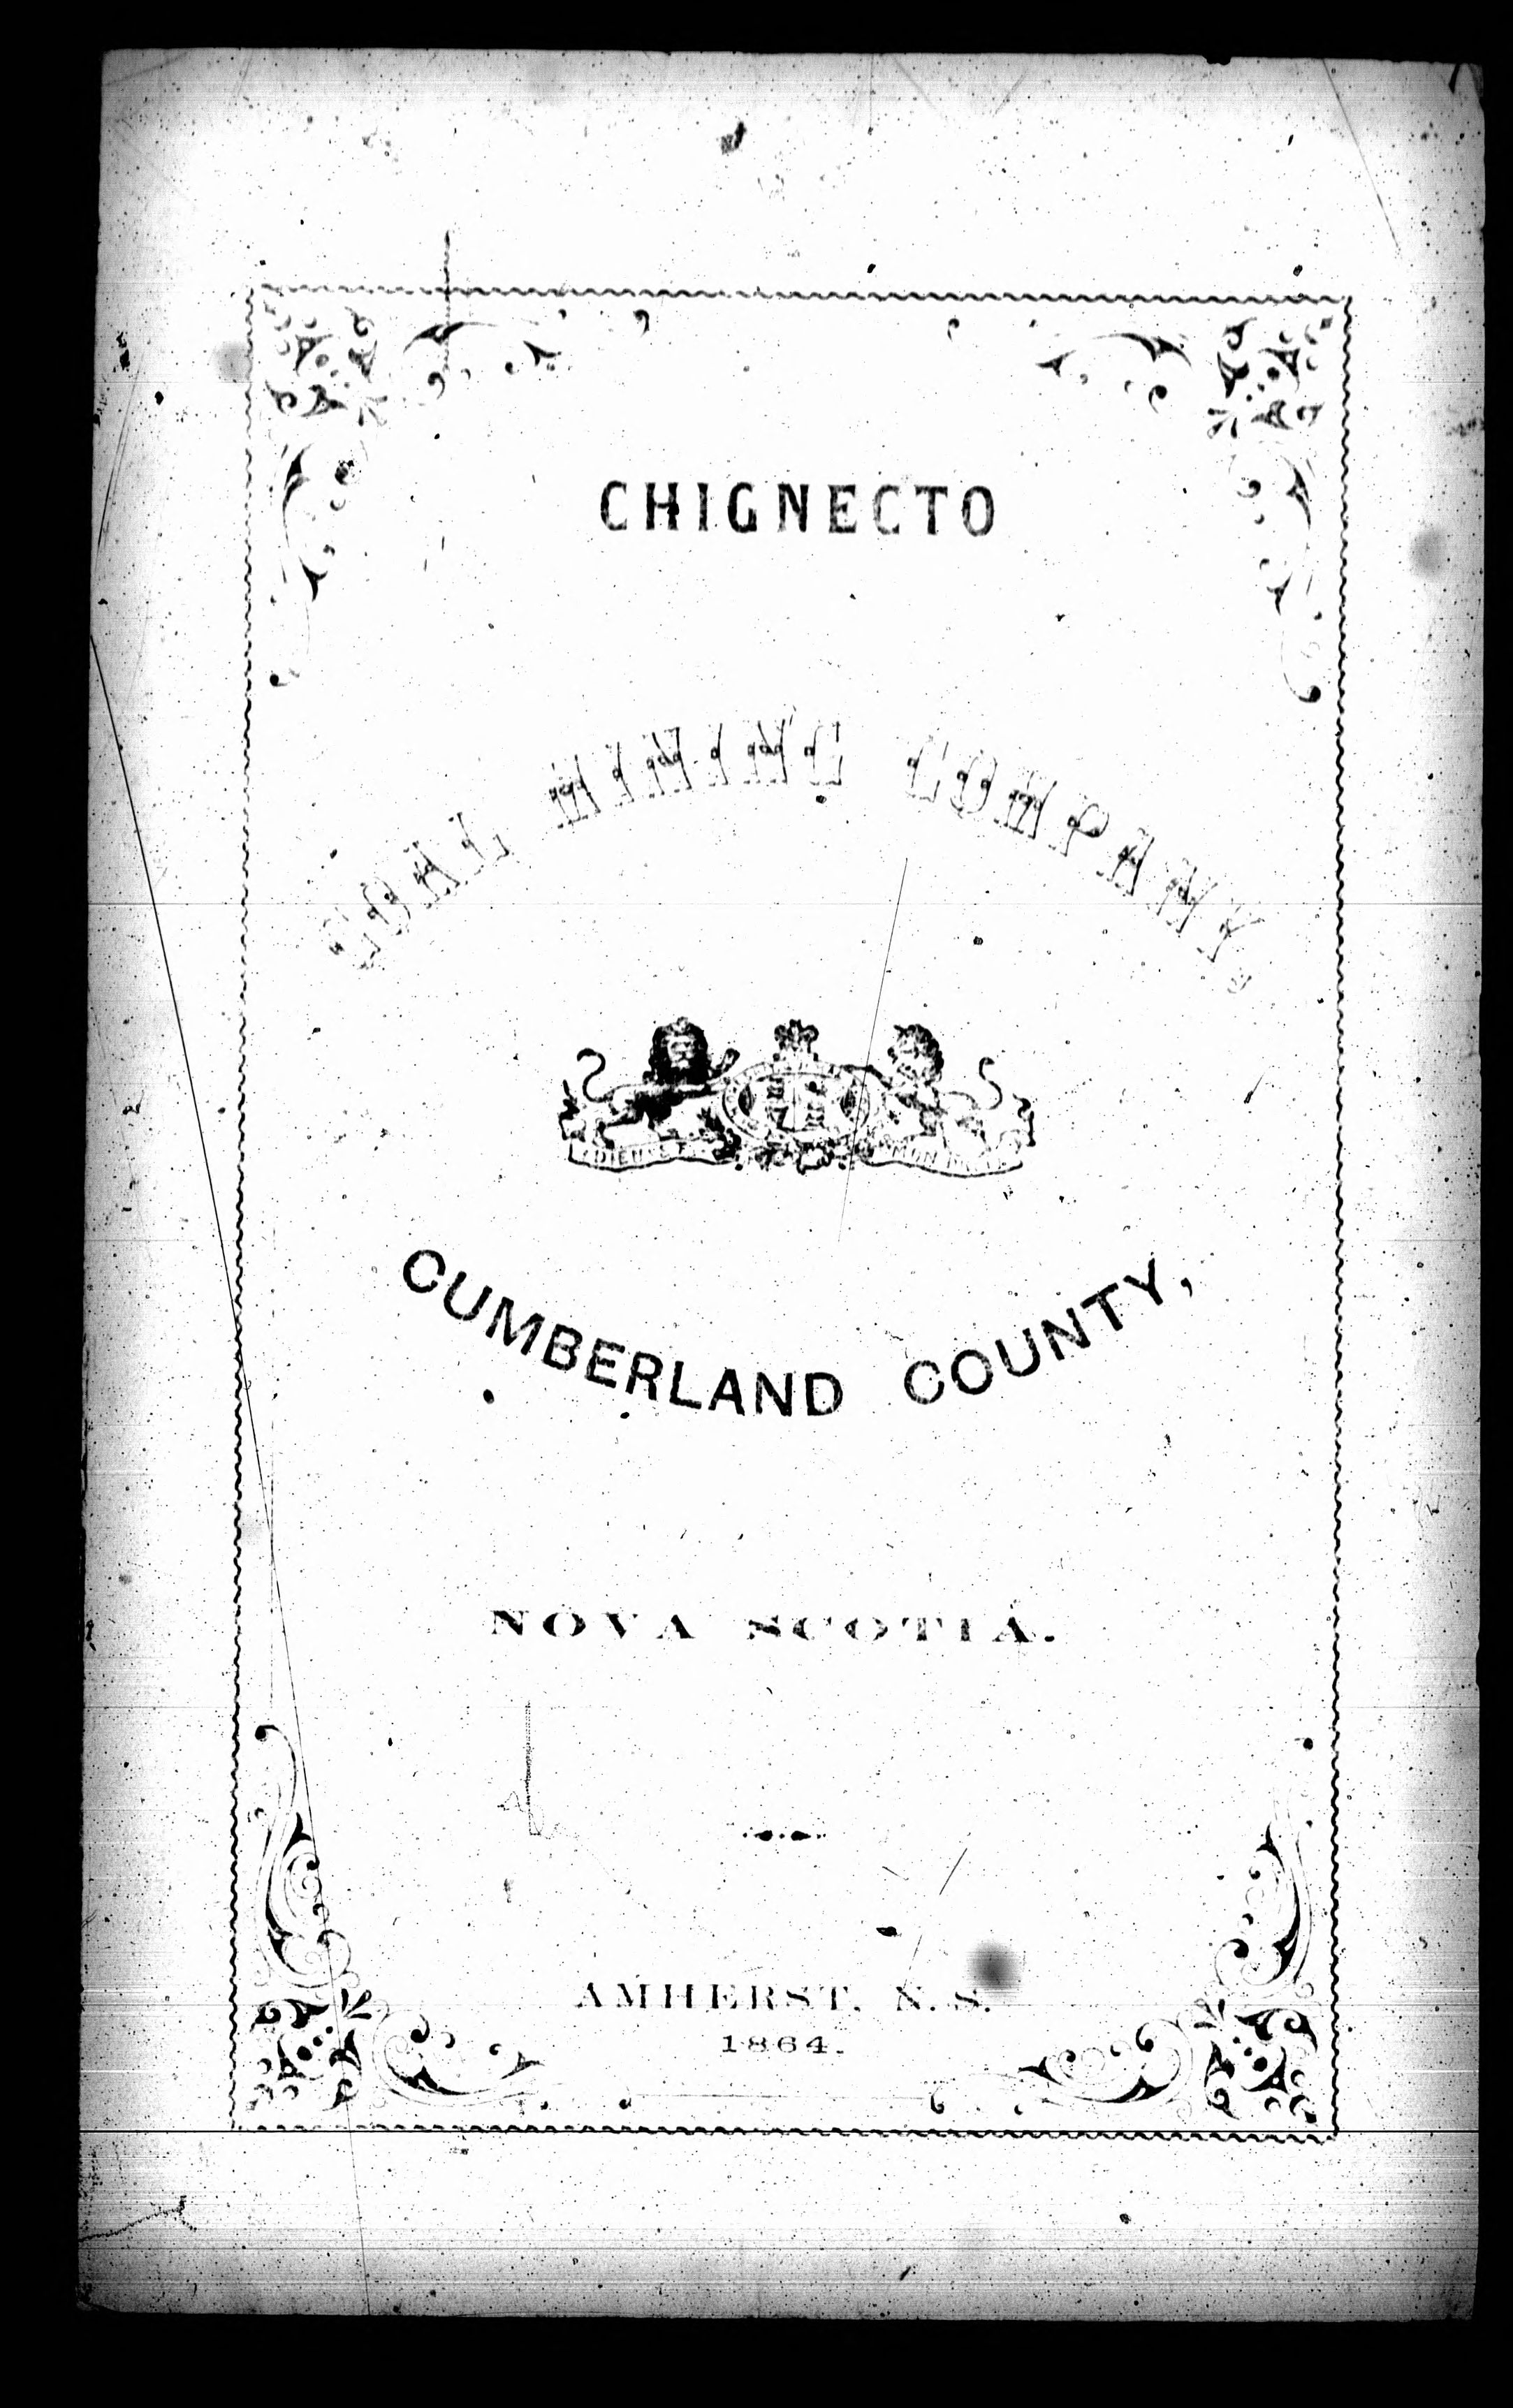 CHIGNECTO
COAL MINING COMPANY,
CUMBERLAND COUNTY,
NOVA SCOTIA.
AMHERST, N. S.
1864.